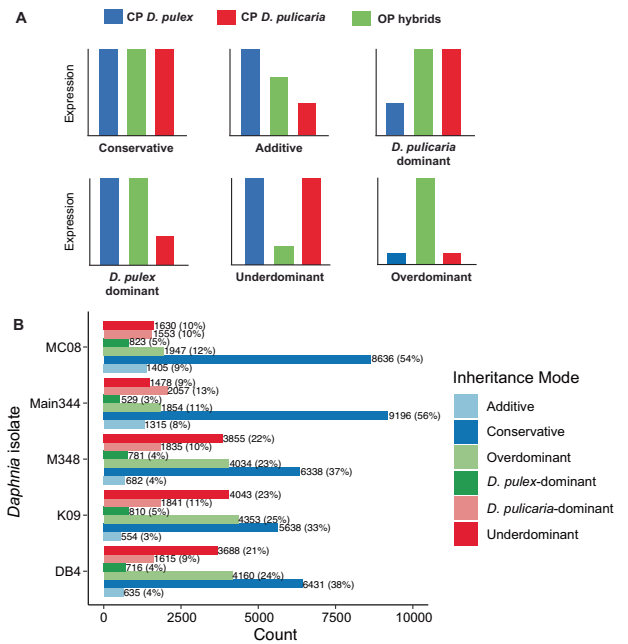 A
CP D. pulex
CP D. pulicaria
OP hybrids
Expression
Conservative
Additive
D. pulicaria
dominant
Expression
D. pulex
dominant
Underdominant
Overdominant
B
Daphnia isolate
MC08
1630 (10%)
1553 (10%)
823 (5%)
1947 (12%)
8636 (54%)
1405 (9%)
Main344
1478 (9%)
2057 (13%)
529 (3%)
1854 (11%)
9196 (56%)
1315 (8%)
M348
3855 (22%)
1835 (10%)
781 (4%)
4034 (23%)
6338 (37%)
682 (4%)
K09
4043 (23%)
1841 (11%)
810 (5%)
4353 (25%)
5638 (33%)
554 (3%)
DB4
3688 (21%)
1615 (9%)
716 (4%)
4160 (24%)
6431 (38%)
635 (4%)
0
2500
5000
7500
10000
Count
Inheritance Mode
Additive
Conservative
Overdominant
D. pulex-dominant
D. pulicaria-dominant
Underdominant